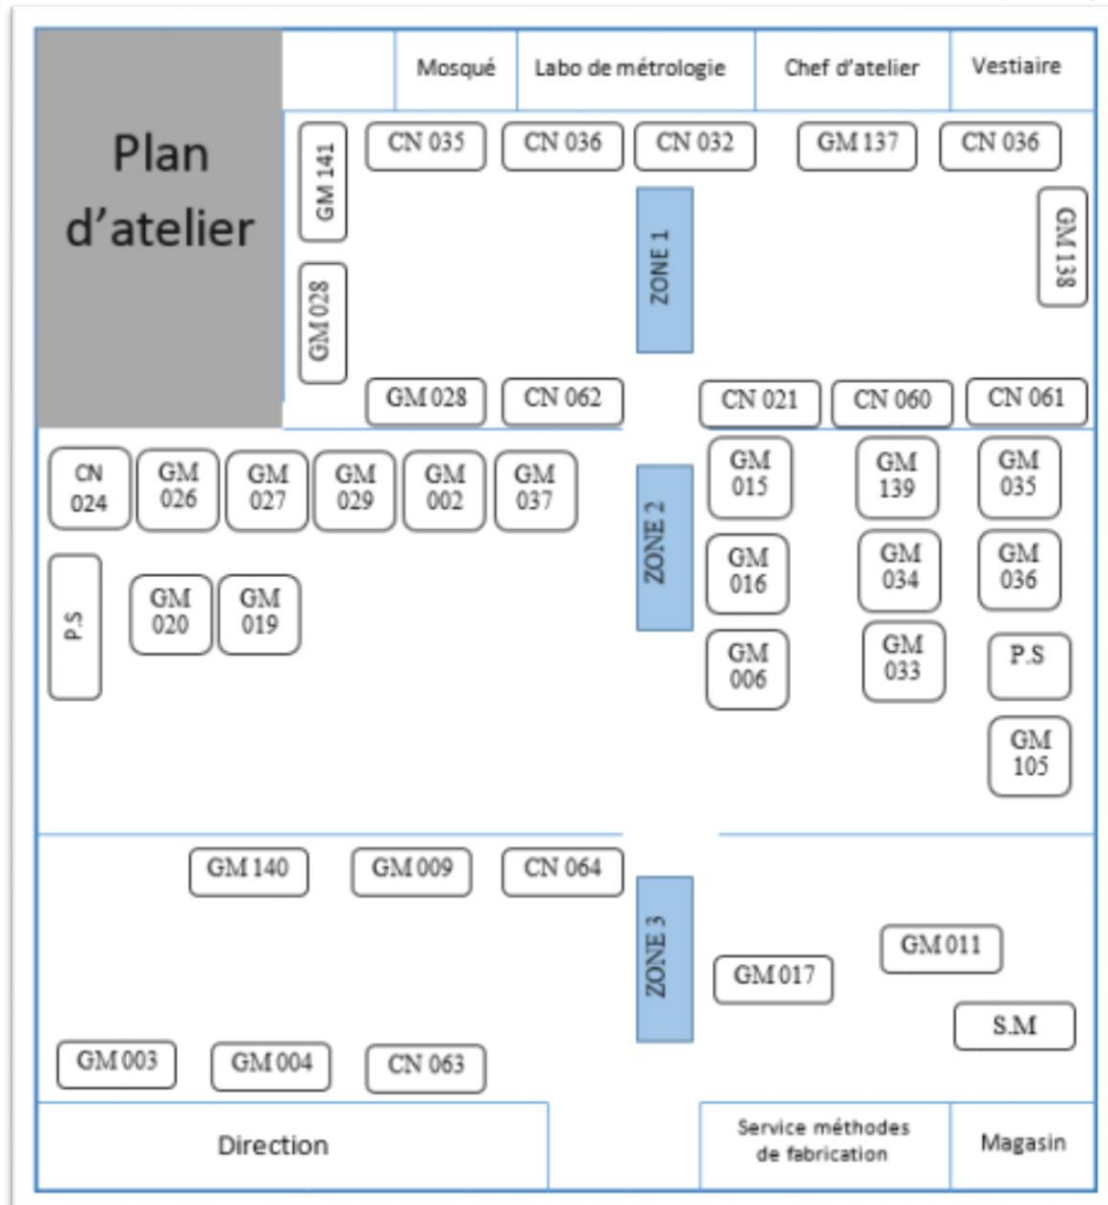 Plan
d'atelier
Mosqué
Labo de métrologie
Chef d'atelier
Vestiaire
GM 141
CN 035
CN 036
CN 032
GM 137
CN 036
GM 138
ZONE 1
GM 028
GM 028
CN 062
CN 021
CN 060
CN 061
CN
024
GM
026
GM
027
GM
029
GM
002
GM
037
ZONE 2
GM
015
GM
139
GM
035
P.S
GM
020
GM
019
GM
016
GM
034
GM
036
GM
006
GM
033
P.S
GM
105
GM 140
GM 009
CN 064
ZONE 3
GM 017
GM 011
S.M
GM 003
GM 004
CN 063
Direction
Service méthodes
de fabrication
Magasin